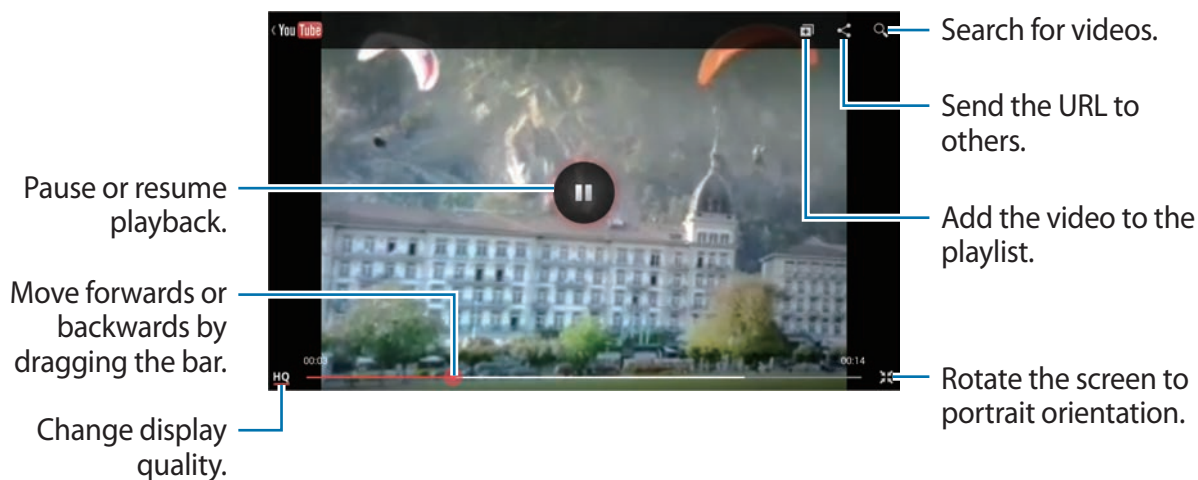 You Tube
Search for videos.
Send the URL to
others.
Pause or resume
playback.
Add the video to the
playlist.
Move forwards or
backwards by
dragging the bar.
00:03
00:14
HQ
Rotate the screen to
portrait orientation.
Change display
quality.